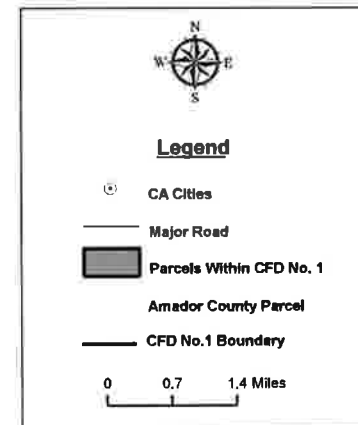 N
W E
S
Legend
CA Cities
Major Road
Parcels Within CFD No. 1
Amador County Parcel
CFD No.1 Boundary
0 0.7 1.4 Miles